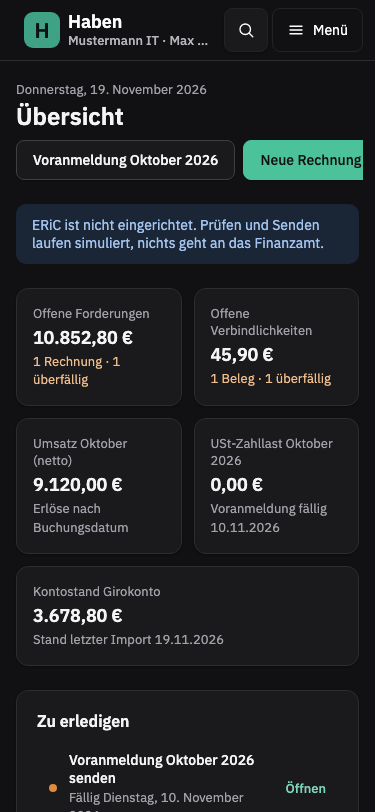 H
Haben
Mustermann IT · Max ...
Menü
Donnerstag, 19. November 2026
Übersicht
Voranmeldung Oktober 2026
Neue Rechnung
ERiC ist nicht eingerichtet. Prüfen und Senden
laufen simuliert, nichts geht an das Finanzamt.
Offene Forderungen
10.852,80 €
1 Rechnung · 1
überfällig
Offene
Verbindlichkeiten
45,90 €
1 Beleg · 1 überfällig
Umsatz Oktober
(netto)
9.120,00 €
Erlöse nach
Buchungsdatum
USt-Zahllast Oktober
2026
0,00 €
Voranmeldung fällig
10.11.2026
Kontostand Girokonto
3.678,80 €
Stand letzter Import 19.11.2026
Zu erledigen
Voranmeldung Oktober 2026
senden
Öffnen
Fällig Dienstag, 10. November